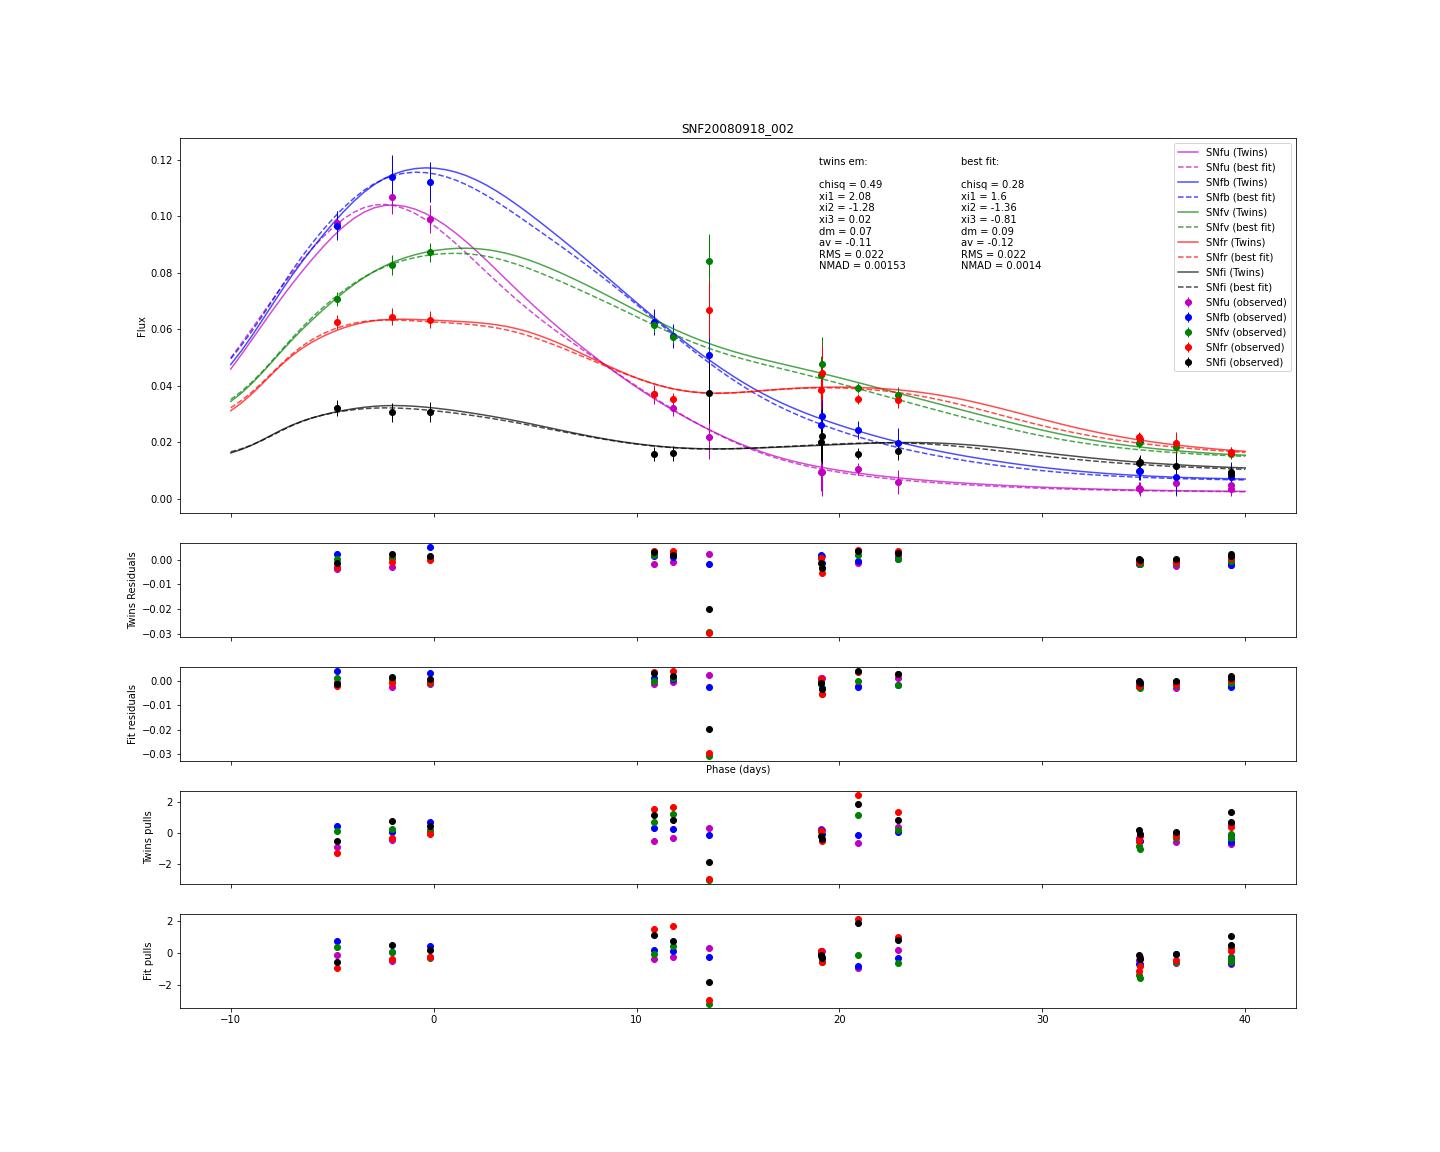 SNF20080918_002
Flux
0.12
0.10
0.08
0.06
0.04
0.02
0.00
twins em:
chisq = 0.49
xi1 = 2.08
xi2 = -1.28
xi3 = 0.02
dm = 0.07
av = -0.11
RMS = 0.022
NMAD = 0.00153
best fit:
chisq = 0.28
xi1 = 1.6
xi2 = -1.36
xi3 = -0.81
dm = 0.09
av = -0.12
RMS = 0.022
NMAD = 0.0014
SNfu (Twins)
SNfu (best fit)
SNfb (Twins)
SNfb (best fit)
SNfv (Twins)
SNfv (best fit)
SNfr (Twins)
SNfr (best fit)
SNfi (Twins)
SNfi (best fit)
SNfu (observed)
SNfb (observed)
SNfv (observed)
SNfr (observed)
SNfi (observed)
Twins Residuals
0.00
−0.01
−0.02
−0.03
Fit residuals
0.00
−0.01
−0.02
−0.03
Phase (days)
Twins pulls
2
0
−2
Fit pulls
2
0
−2
−10 0 10 20 30 40